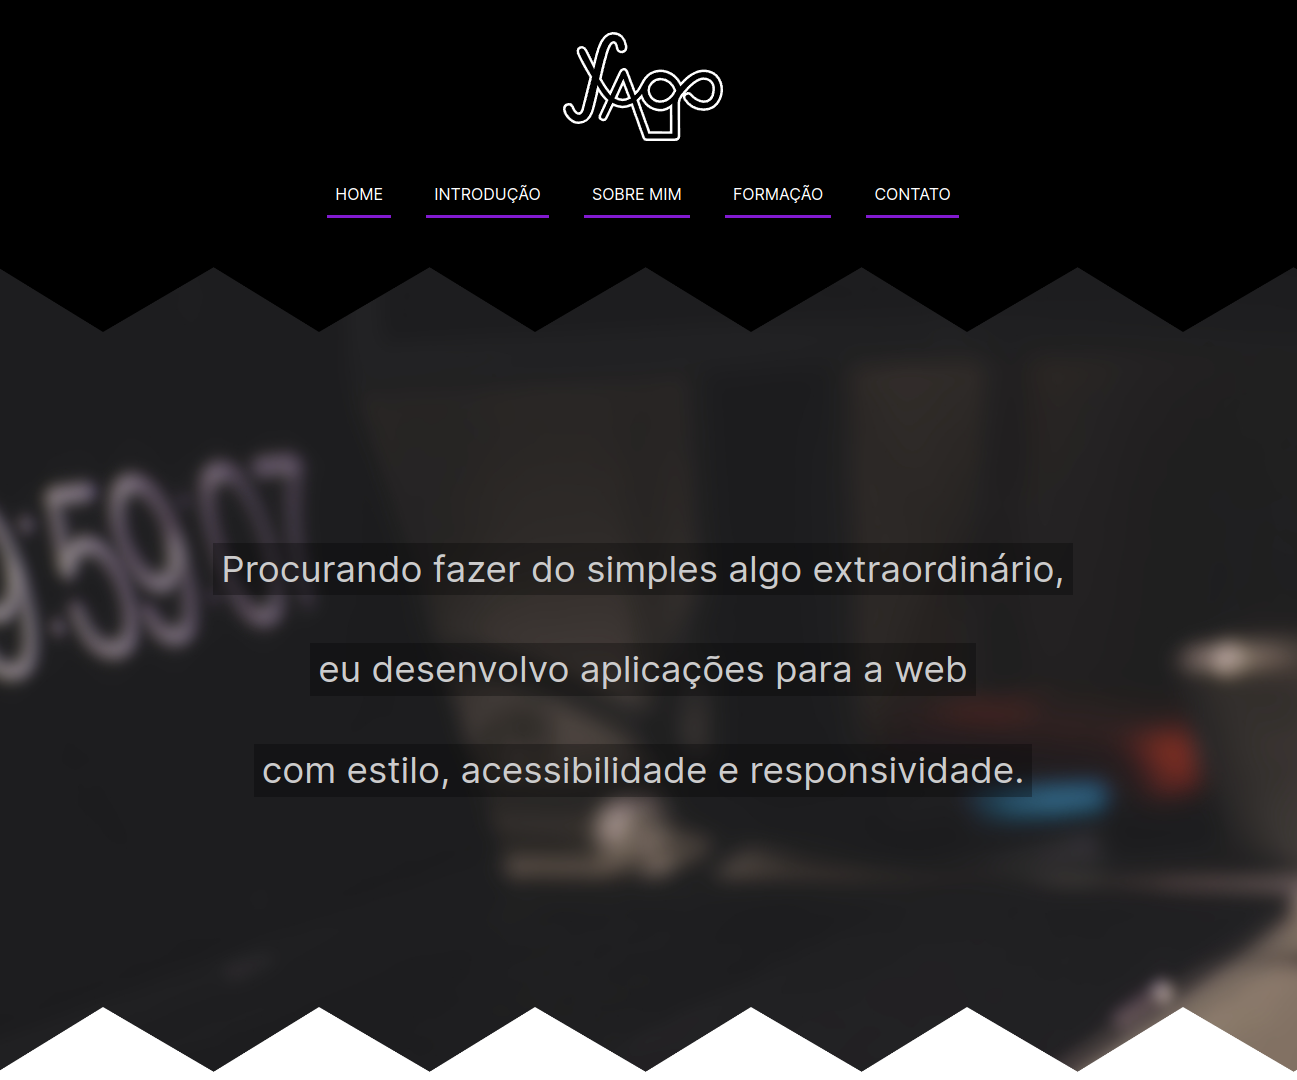 YAgo
HOME INTRODUÇÃO SOBRE MIM FORMAÇÃO CONTATO
9:59:07
Procurando fazer do simples algo extraordinário,
eu desenvolvo aplicações para a web
com estilo, acessibilidade e responsividade.